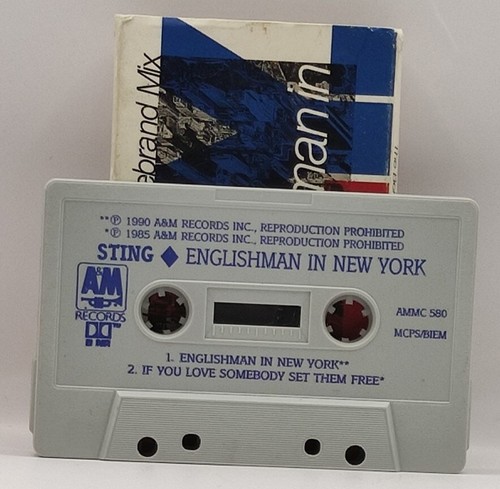 ebrand Mix
man in
**℗ 1990 A&M RECORDS INC., REPRODUCTION PROHIBITED
*℗ 1985 A&M RECORDS INC., REPRODUCTION PROHIBITED
STING ♦ ENGLISHMAN IN NEW YORK
A&M
RECORDS
AMMC 580
MCPS/BIEM
1. ENGLISHMAN IN NEW YORK**
2. IF YOU LOVE SOMEBODY SET THEM FREE*